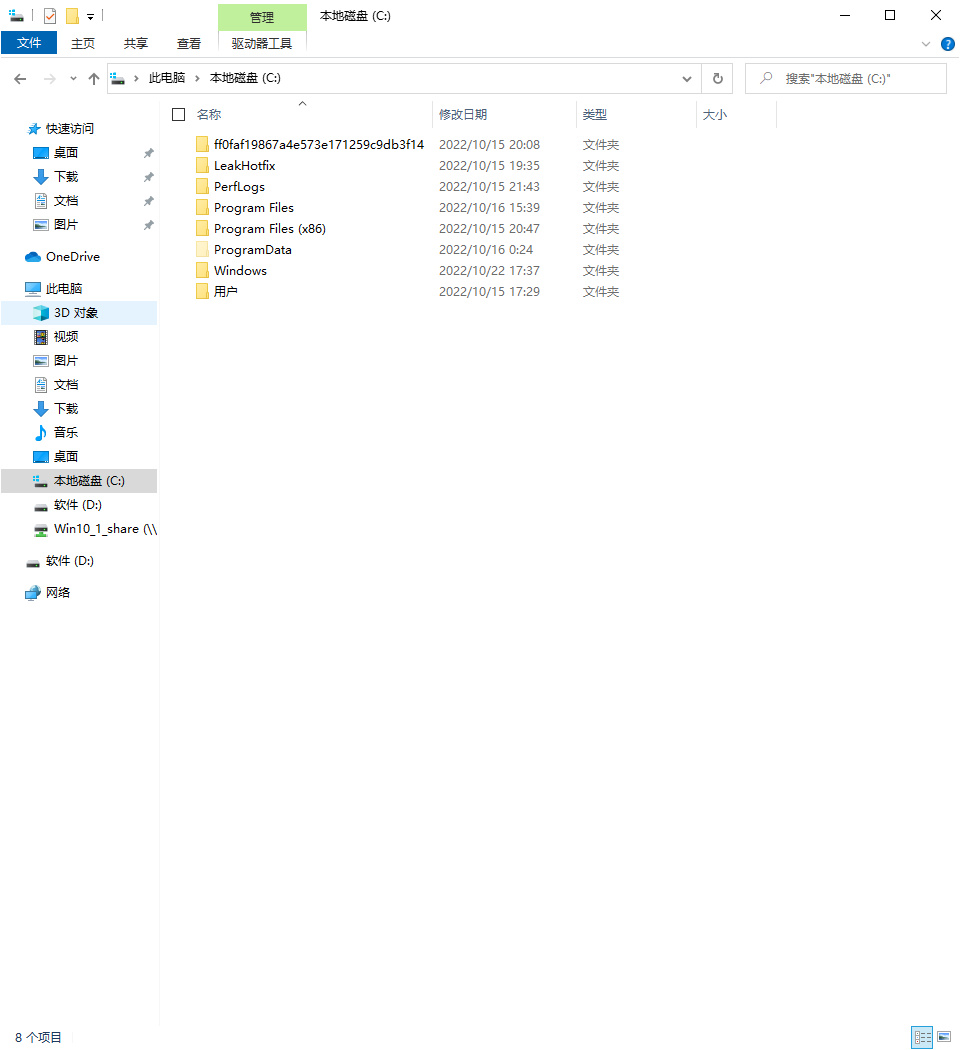 管理
本地磁盘 (C:)
文件
主页
共享
查看
驱动器工具
此电脑
本地磁盘 (C:)
搜索"本地磁盘 (C:)"
快速访问
桌面
下载
文档
图片
OneDrive
此电脑
3D 对象
视频
图片
文档
下载
音乐
桌面
本地磁盘 (C:)
软件 (D:)
Win10_1_share (\\
软件 (D:)
网络
名称 修改日期 类型 大小
ff0faf19867a4e573e171259c9db3f14 2022/10/15 20:08 文件夹
LeakHotfix 2022/10/15 19:35 文件夹
PerfLogs 2022/10/15 21:43 文件夹
Program Files 2022/10/16 15:39 文件夹
Program Files (x86) 2022/10/15 20:47 文件夹
ProgramData 2022/10/16 0:24 文件夹
Windows 2022/10/22 17:37 文件夹
用户 2022/10/15 17:29 文件夹
8 个项目